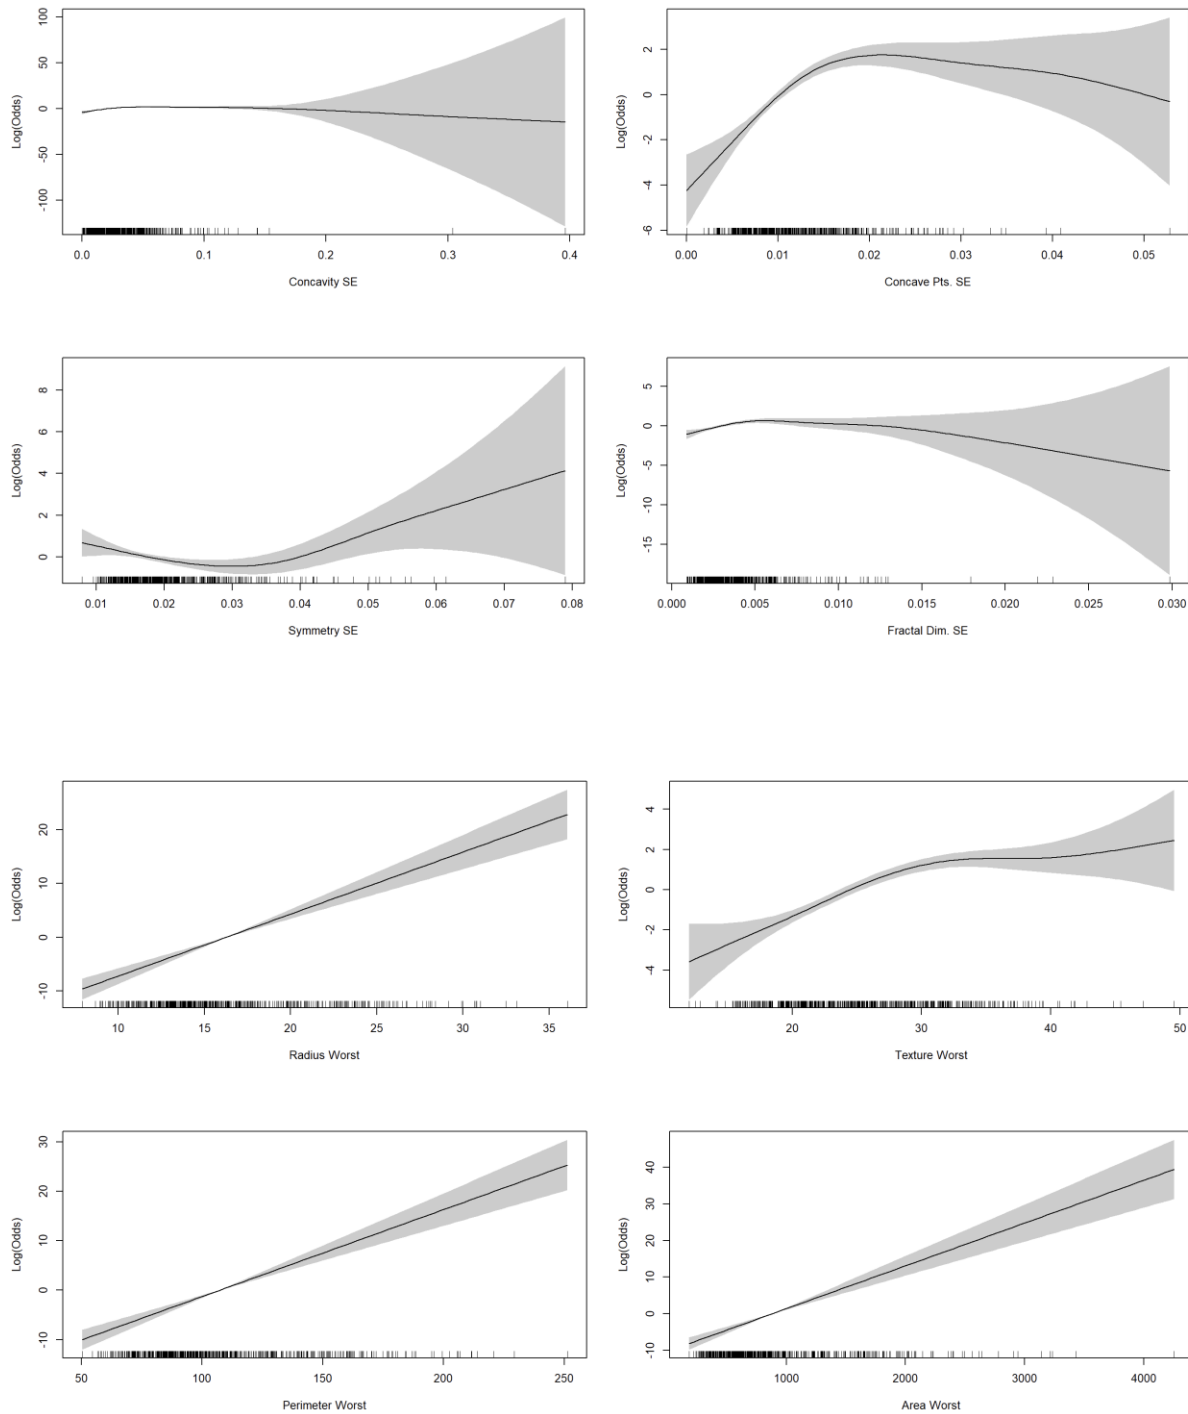 100
50
0
-50
-100
Log(Odds)
0.0 0.1 0.2 0.3 0.4
Concavity SE
2
0
-2
-4
-6
Log(Odds)
0.00 0.01 0.02 0.03 0.04 0.05
Concave Pts. SE
8
6
4
2
0
Log(Odds)
0.01 0.02 0.03 0.04 0.05 0.06 0.07 0.08
Symmetry SE
5
0
-5
-10
-15
Log(Odds)
0.000 0.005 0.010 0.015 0.020 0.025 0.030
Fractal Dim. SE
20
10
0
-10
Log(Odds)
10 15 20 25 30 35
Radius Worst
4
2
0
-2
-4
Log(Odds)
20 30 40 50
Texture Worst
30
20
10
0
-10
Log(Odds)
50 100 150 200 250
Perimeter Worst
40
30
20
10
0
-10
Log(Odds)
1000 2000 3000 4000
Area Worst